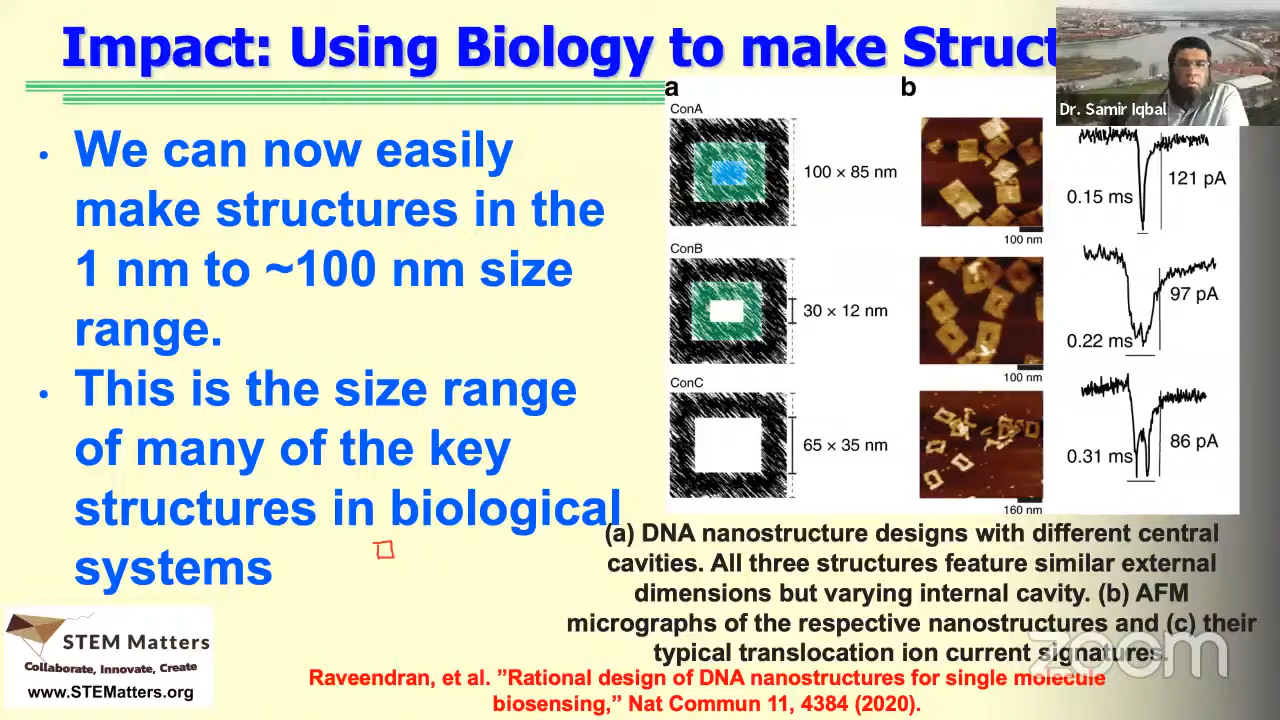 Impact: Using Biology to make Struct
Dr. Samir Iqbal
• We can now easily
make structures in the
1 nm to ~100 nm size
range.
• This is the size range
of many of the key
structures in biological
systems
a
b
ConA
100 × 85 nm
100 nm
0.15 ms
121 pA
ConB
30 × 12 nm
100 nm
0.22 ms
97 pA
ConC
65 × 35 nm
160 nm
0.31 ms
86 pA
(a) DNA nanostructure designs with different central
cavities. All three structures feature similar external
dimensions but varying internal cavity. (b) AFM
micrographs of the respective nanostructures and (c) their
typical translocation ion current signatures.
zoom
Raveendran, et al. ”Rational design of DNA nanostructures for single molecule
biosensing,” Nat Commun 11, 4384 (2020).
STEM Matters
Collaborate, Innovate, Create
www.STEMatters.org